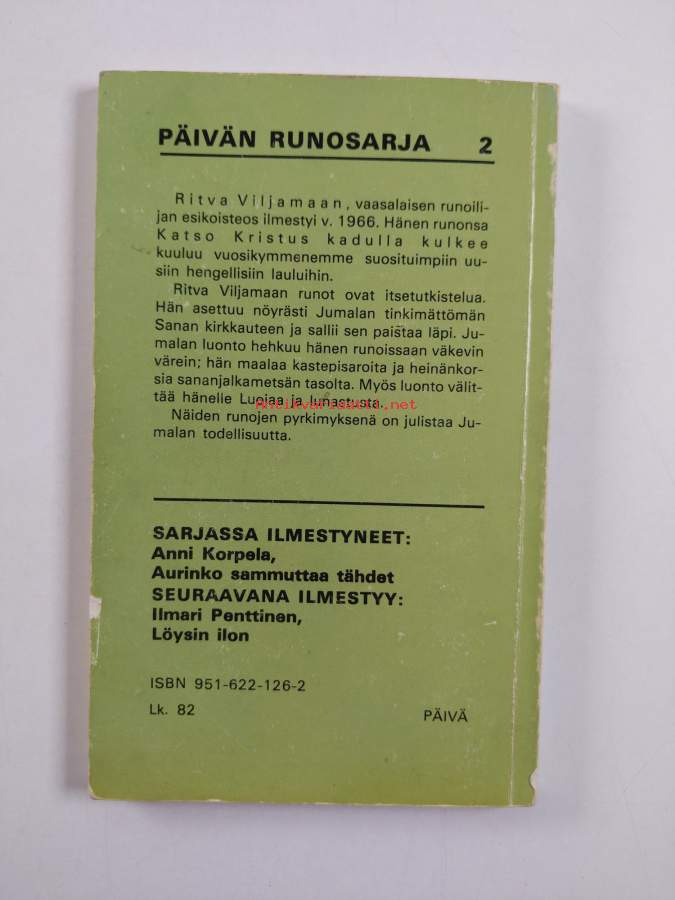 PÄIVÄN RUNOSARJA 2
Ritva Viljamaan, vaasalaisen runoili-
jan esikoisteos ilmestyi v. 1966. Hänen runonsa
Katso Kristus kadulla kulkee
kuuluu vuosikymmenemme suosituimpiin uu-
siin hengellisiin lauluihin.
Ritva Viljamaan runot ovat itsetutkistelua.
Hän asettuu nöyrästi Jumalan tinkimättömän
Sanan kirkkauteen ja sallii sen paistaa läpi. Ju-
malan luonto hehkuu hänen runoissaan väkevin
värein; hän maalaa kastepisaroita ja heinänkor-
sia sananjalkametsän tasolta. Myös luonto välit-
tää hänelle Luojaa ja lunastusta.
Antikvariaatti.net
Näiden runojen pyrkimyksenä on julistaa Ju-
malan todellisuutta.
SARJASSA ILMESTYNEET:
Anni Korpela,
Aurinko sammuttaa tähdet
SEURAAVANA ILMESTYY:
Ilmari Penttinen,
Löysin ilon
ISBN 951-622-126-2
Lk. 82 PÄIVÄ